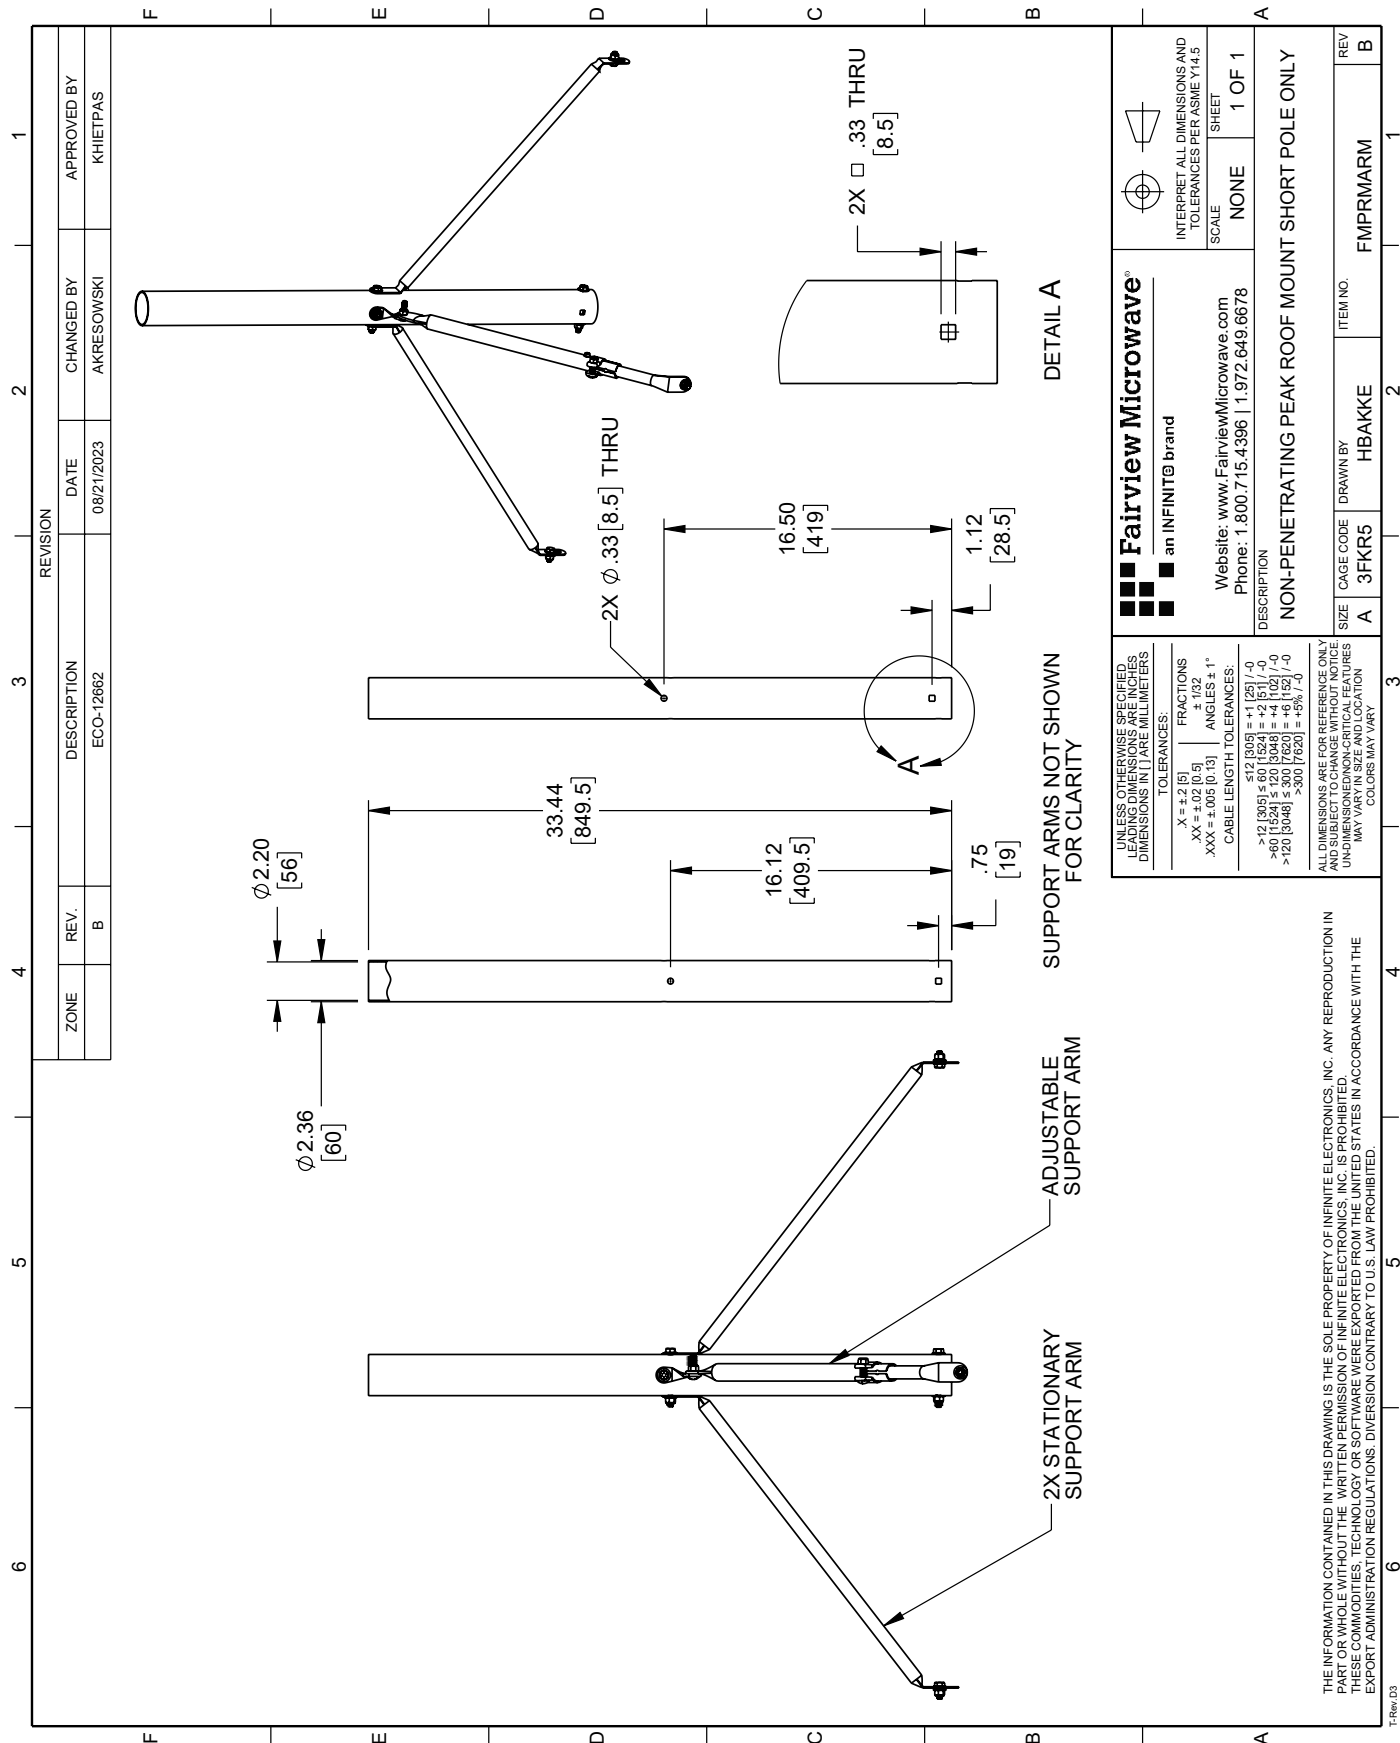 6
5
4
3
2
1
F
E
D
C
B
A
F
E
D
C
B
A
REVISION
ZONE
REV.
DESCRIPTION
DATE
CHANGED BY
APPROVED BY
B
ECO-12662
08/21/2023
AKRESOWSKI
KHIETPAS
∅2.36
[60]
∅2.20
[56]
33.44
[849.5]
16.12
[409.5]
.75
[19]
2X ∅.33 [8.5] THRU
16.50
[419]
1.12
[28.5]
A
2X □ .33 THRU
[8.5]
DETAIL A
2X STATIONARY
SUPPORT ARM
ADJUSTABLE
SUPPORT ARM
SUPPORT ARMS NOT SHOWN
FOR CLARITY
UNLESS OTHERWISE SPECIFIED
LEADING DIMENSIONS ARE INCHES
DIMENSIONS IN [ ] ARE MILLIMETERS
TOLERANCES:
.X = ±.2 [5]
.XX = ±.02 [0.5]
.XXX = ±.005 [0.13]
FRACTIONS
± 1/32
ANGLES ± 1°
CABLE LENGTH TOLERANCES:
≤12 [305] = +1 [25] / -0
>12 [305] ≤ 60 [1524] = +2 [51] / -0
>60 [1524] ≤ 120 [3048] = +4 [102] / -0
>120 [3048] ≤ 300 [7620] = +6 [152] / -0
>300 [7620] = +5% / -0
ALL DIMENSIONS ARE FOR REFERENCE ONLY
AND SUBJECT TO CHANGE WITHOUT NOTICE.
UN-DIMENSIONED/NON-CRITICAL FEATURES
MAY VARY IN SIZE AND LOCATION
COLORS MAY VARY
Fairview Microwave®
an INFINIT@ brand
Website: www.FairviewMicrowave.com
Phone: 1.800.715.4396 | 1.972.649.6678
INTERPRET ALL DIMENSIONS AND
TOLERANCES PER ASME Y14.5
SCALE
NONE
SHEET
1 OF 1
DESCRIPTION
NON-PENETRATING PEAK ROOF MOUNT SHORT POLE ONLY
SIZE
A
CAGE CODE
3FKR5
DRAWN BY
HBAKKE
ITEM NO.
FMPRMARM
REV
B
THE INFORMATION CONTAINED IN THIS DRAWING IS THE SOLE PROPERTY OF INFINITE ELECTRONICS, INC. ANY REPRODUCTION IN
PART OR WHOLE WITHOUT THE WRITTEN PERMISSION OF INFINITE ELECTRONICS, INC. IS PROHIBITED.
THESE COMMODITIES, TECHNOLOGY OR SOFTWARE WERE EXPORTED FROM THE UNITED STATES IN ACCORDANCE WITH THE
EXPORT ADMINISTRATION REGULATIONS. DIVERSION CONTRARY TO U.S. LAW PROHIBITED.
T-Rev.D3
6
5
4
3
2
1